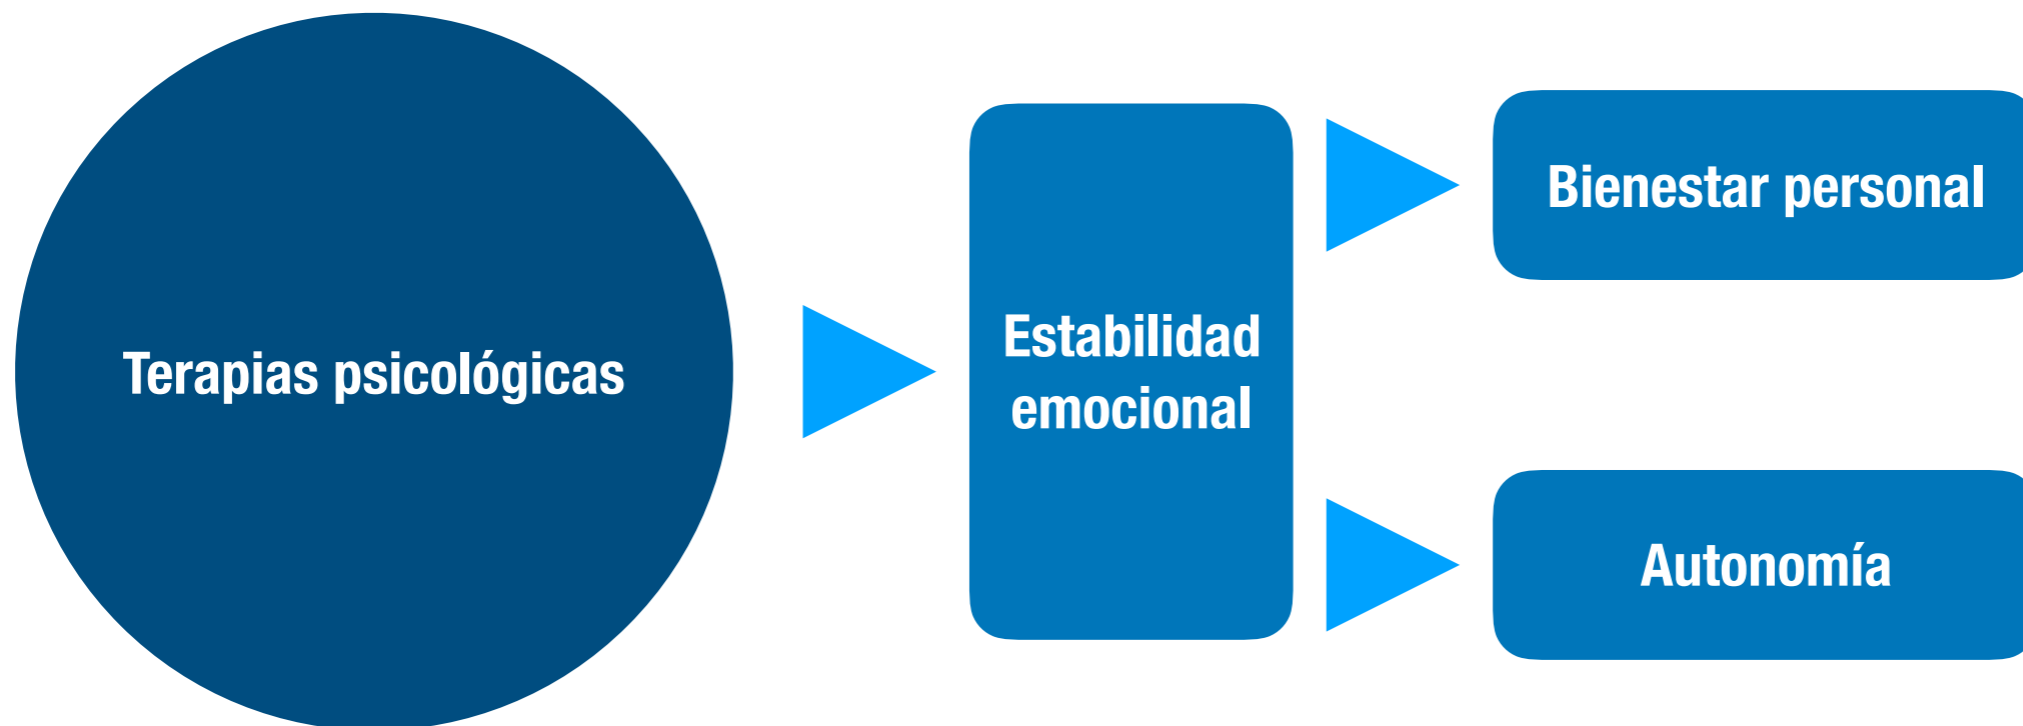 Terapias psicológicas
Estabilidad
emocional
Bienestar personal
Autonomía